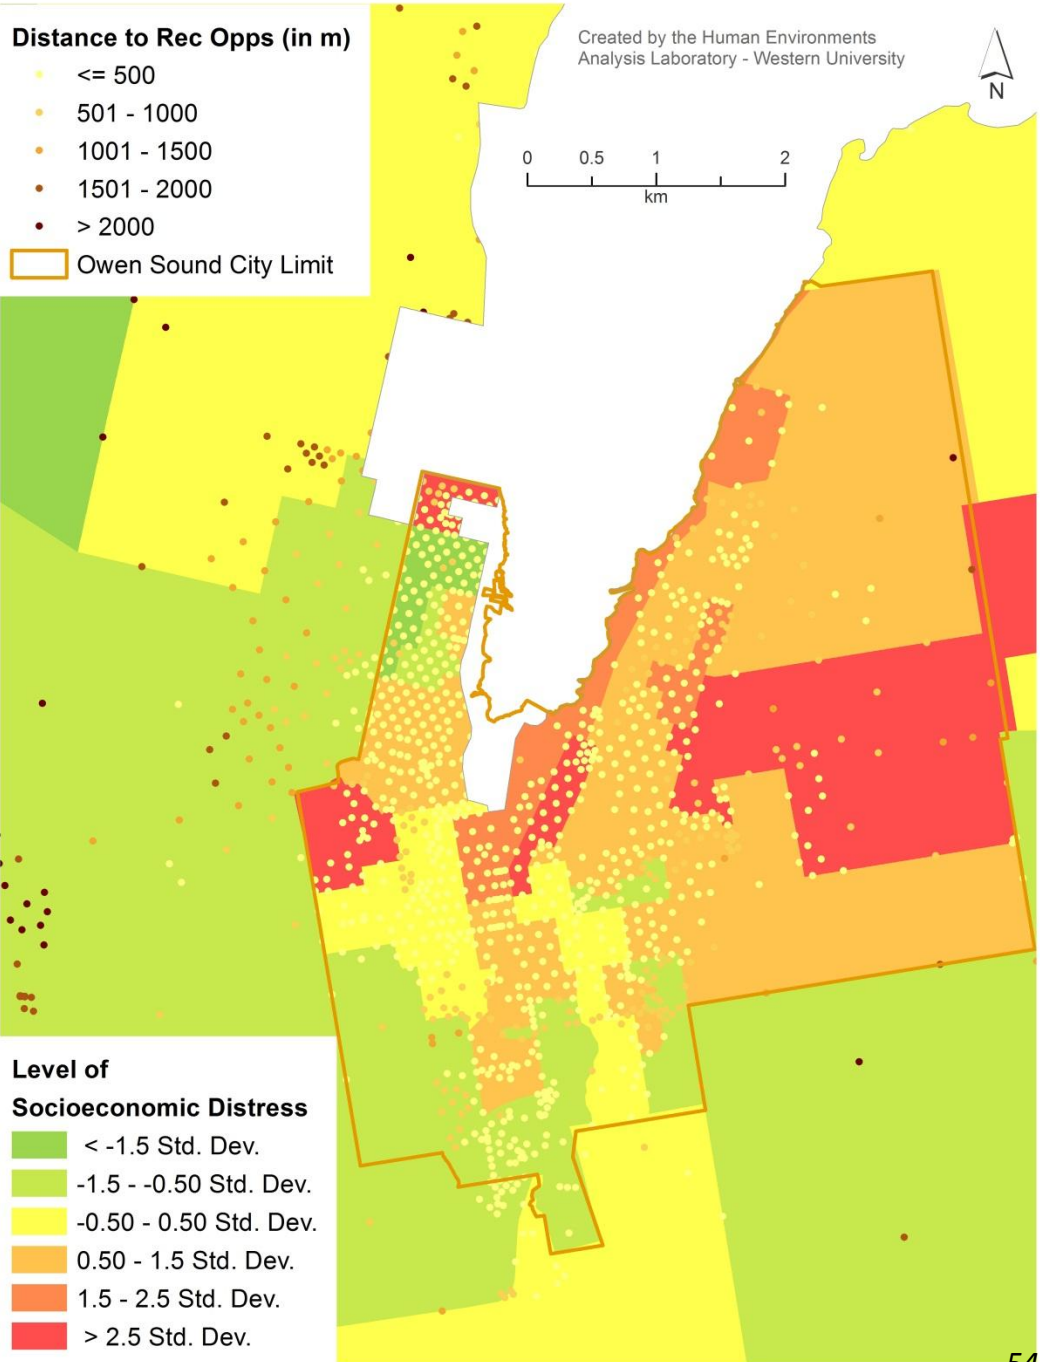 Distance to Rec Opps (in m)
<= 500
501 - 1000
1001 - 1500
1501 - 2000
> 2000
Owen Sound City Limit
Created by the Human Environments
Analysis Laboratory - Western University
N
0 0.5 1 2
km
Level of
Socioeconomic Distress
< -1.5 Std. Dev.
-1.5 - -0.50 Std. Dev.
-0.50 - 0.50 Std. Dev.
0.50 - 1.5 Std. Dev.
1.5 - 2.5 Std. Dev.
> 2.5 Std. Dev.
54